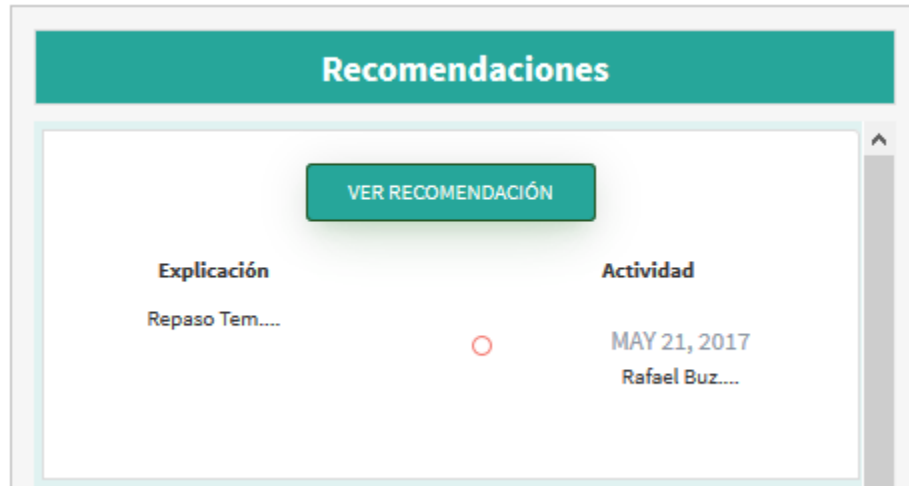 Recomendaciones
VER RECOMENDACIÓN
Explicación
Actividad
Repaso Tem....
MAY 21, 2017
Rafael Buz....